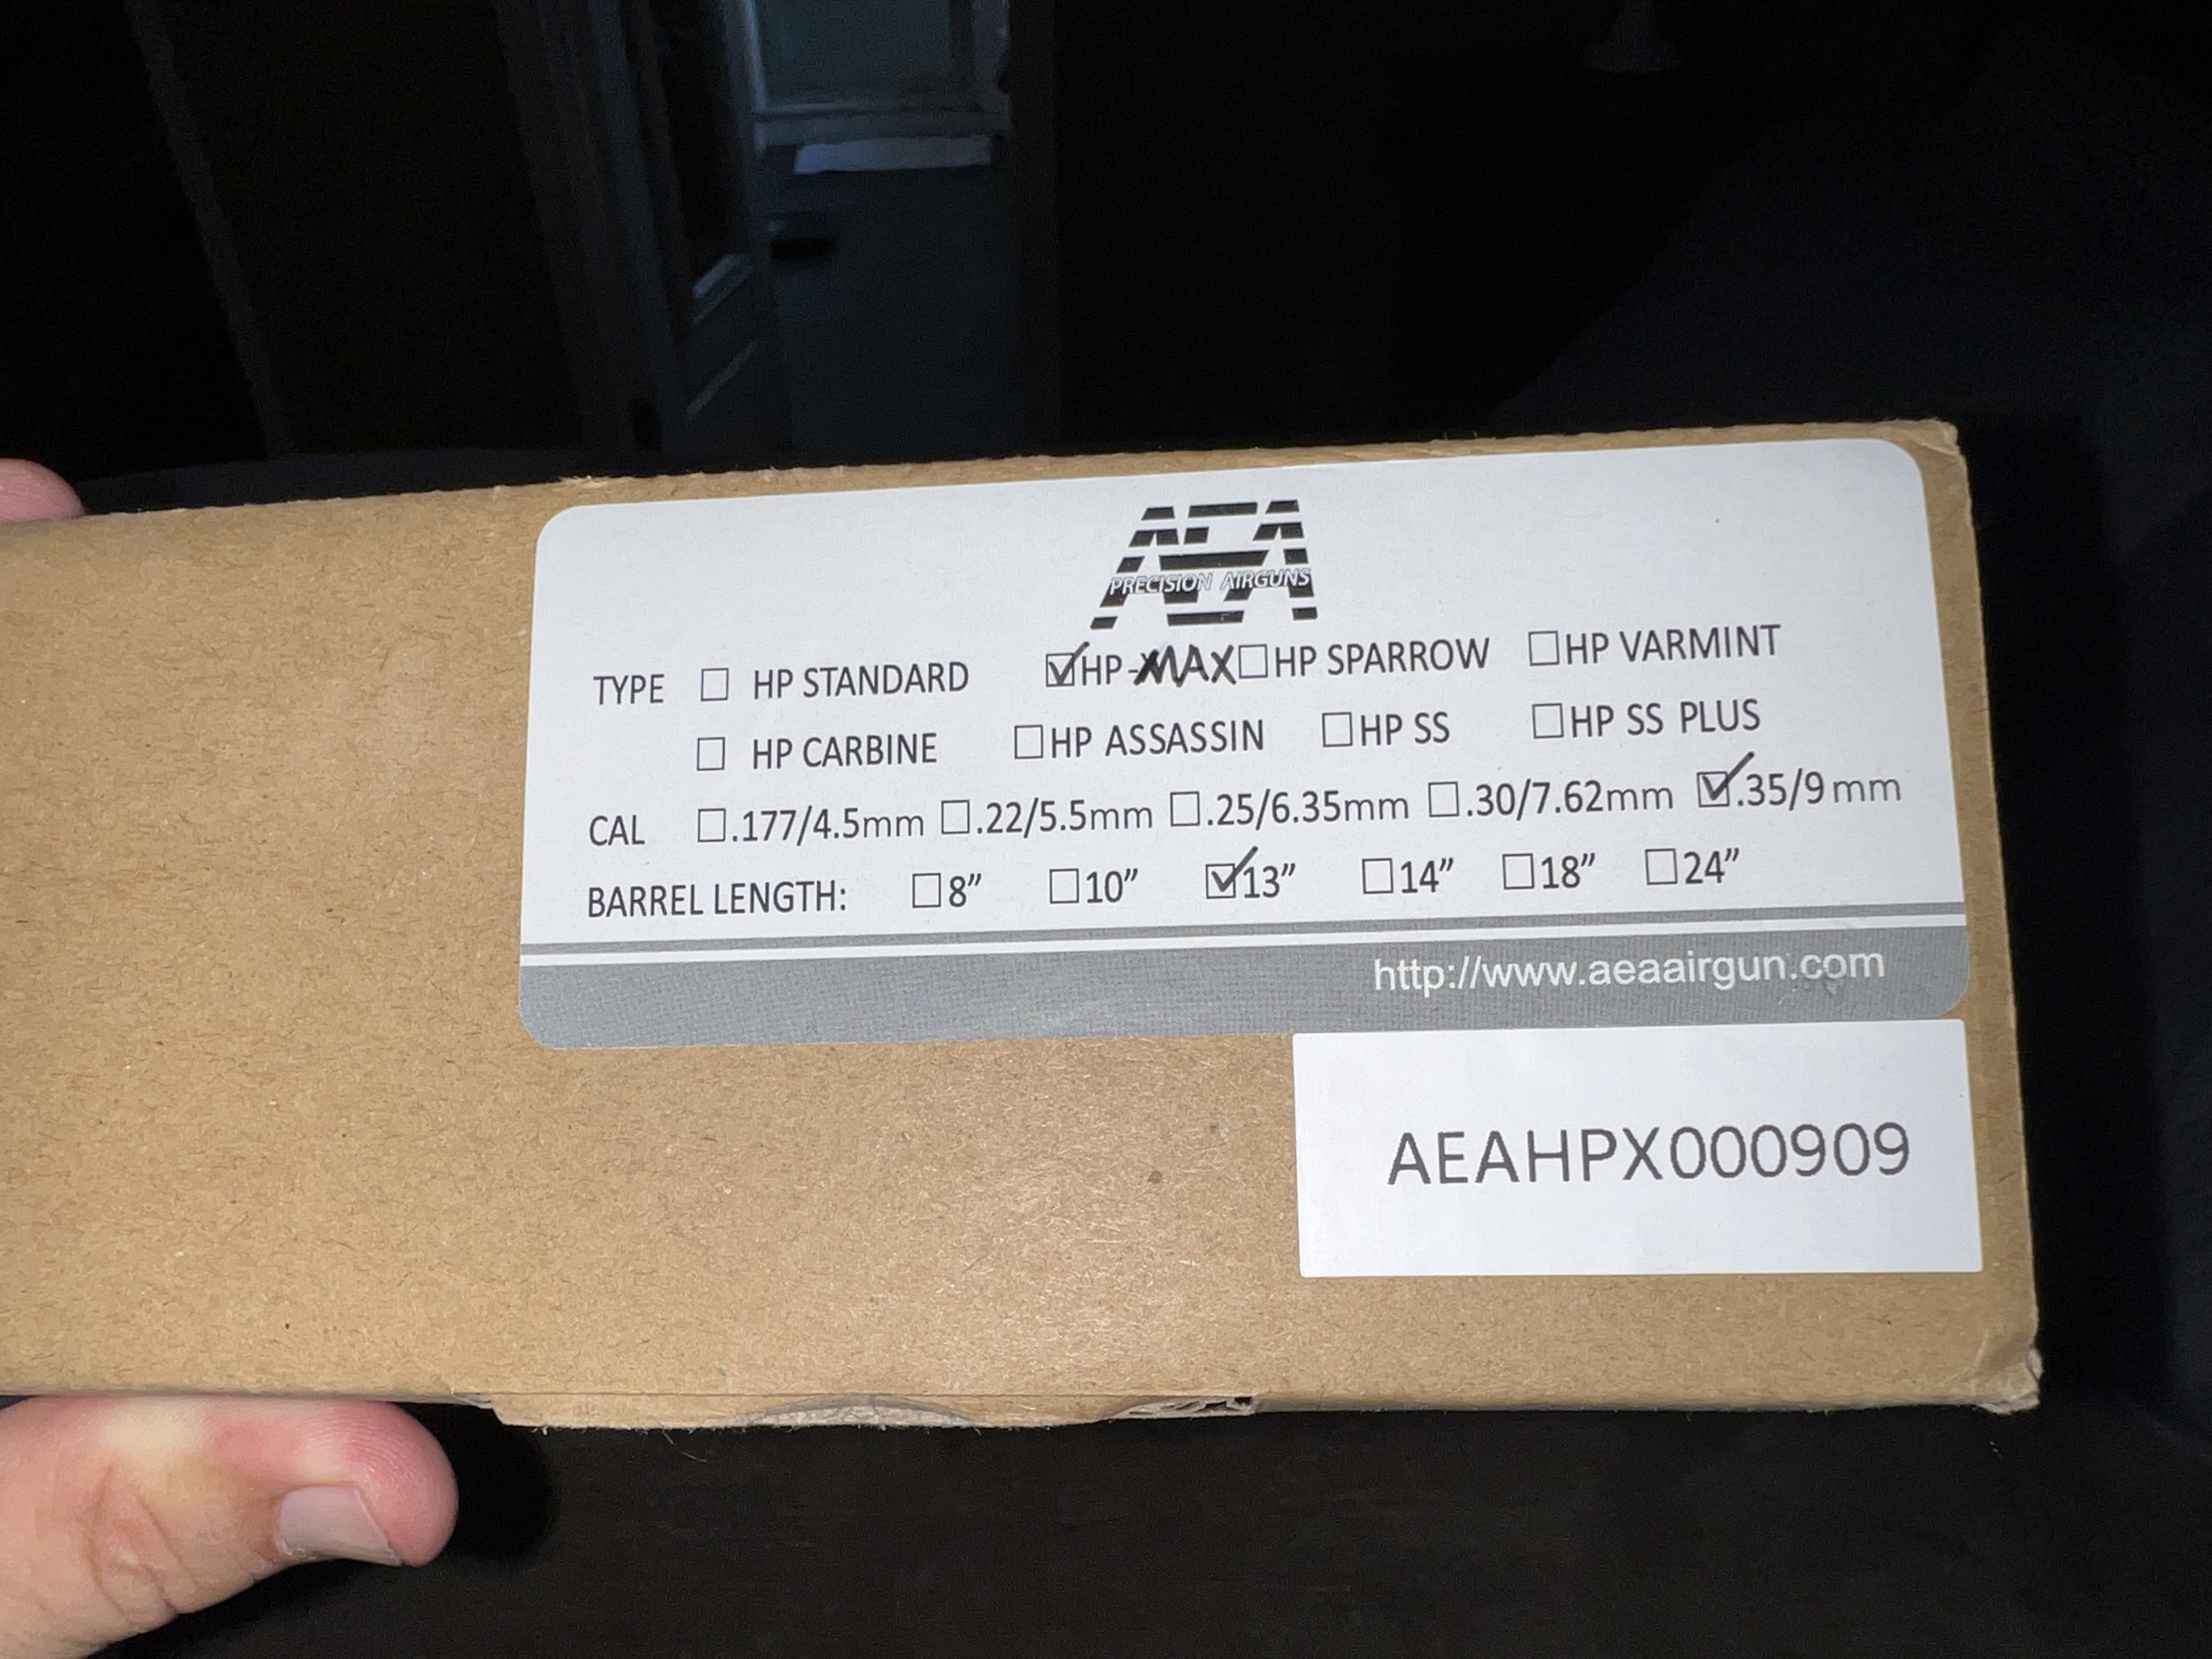 AEA
PRECISION AIRGUNS
TYPE ☐ HP STANDARD ☑HP-MAX ☐HP SPARROW ☐HP VARMINT
☐ HP CARBINE ☐HP ASSASSIN ☐HP SS ☐HP SS PLUS
CAL ☐.177/4.5mm ☐.22/5.5mm ☐.25/6.35mm ☐.30/7.62mm ☑.35/9mm
BARREL LENGTH: ☐8” ☐10” ☑13” ☐14” ☐18” ☐24”
http://www.aeaairgun.com
AEAHPX000909